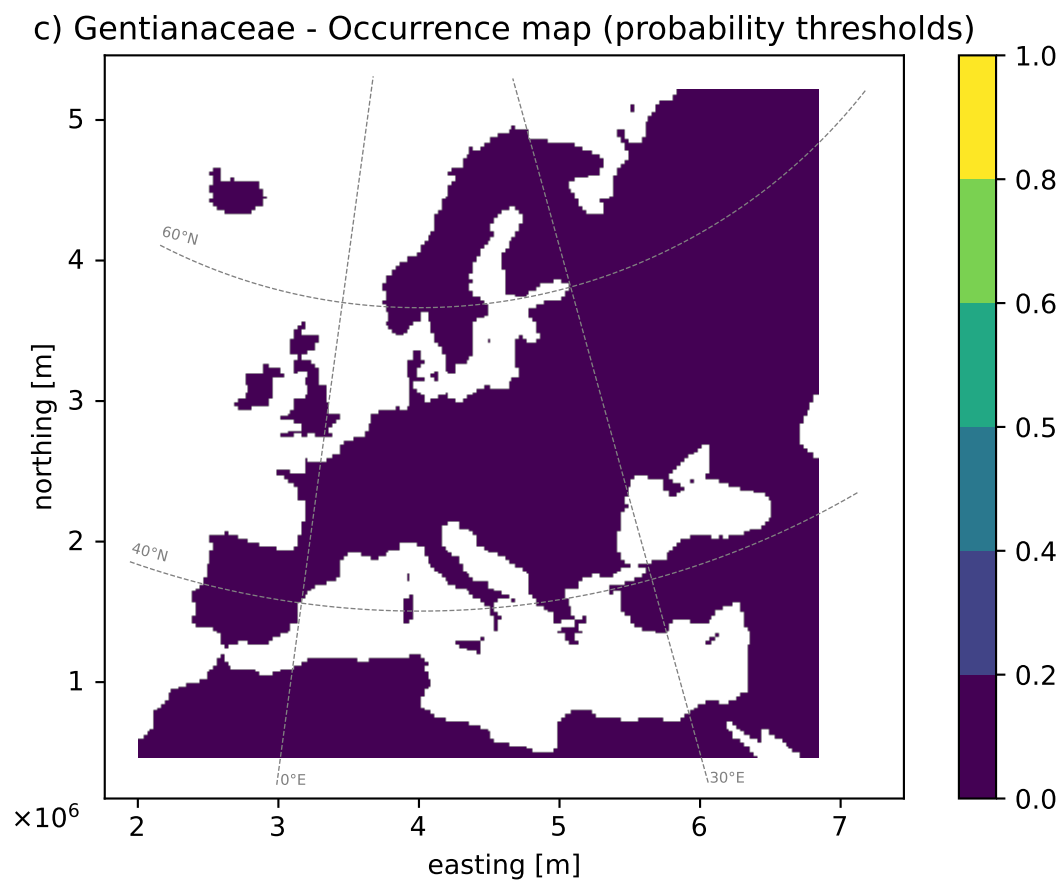 c) Gentianaceae - Occurrence map (probability thresholds)
1.0
0.8
0.6
0.5
0.4
0.2
0.0
northing [m]
5
4
3
2
1
60°N
40°N
0°E
30°E
×10⁶
2 3 4 5 6 7
easting [m]